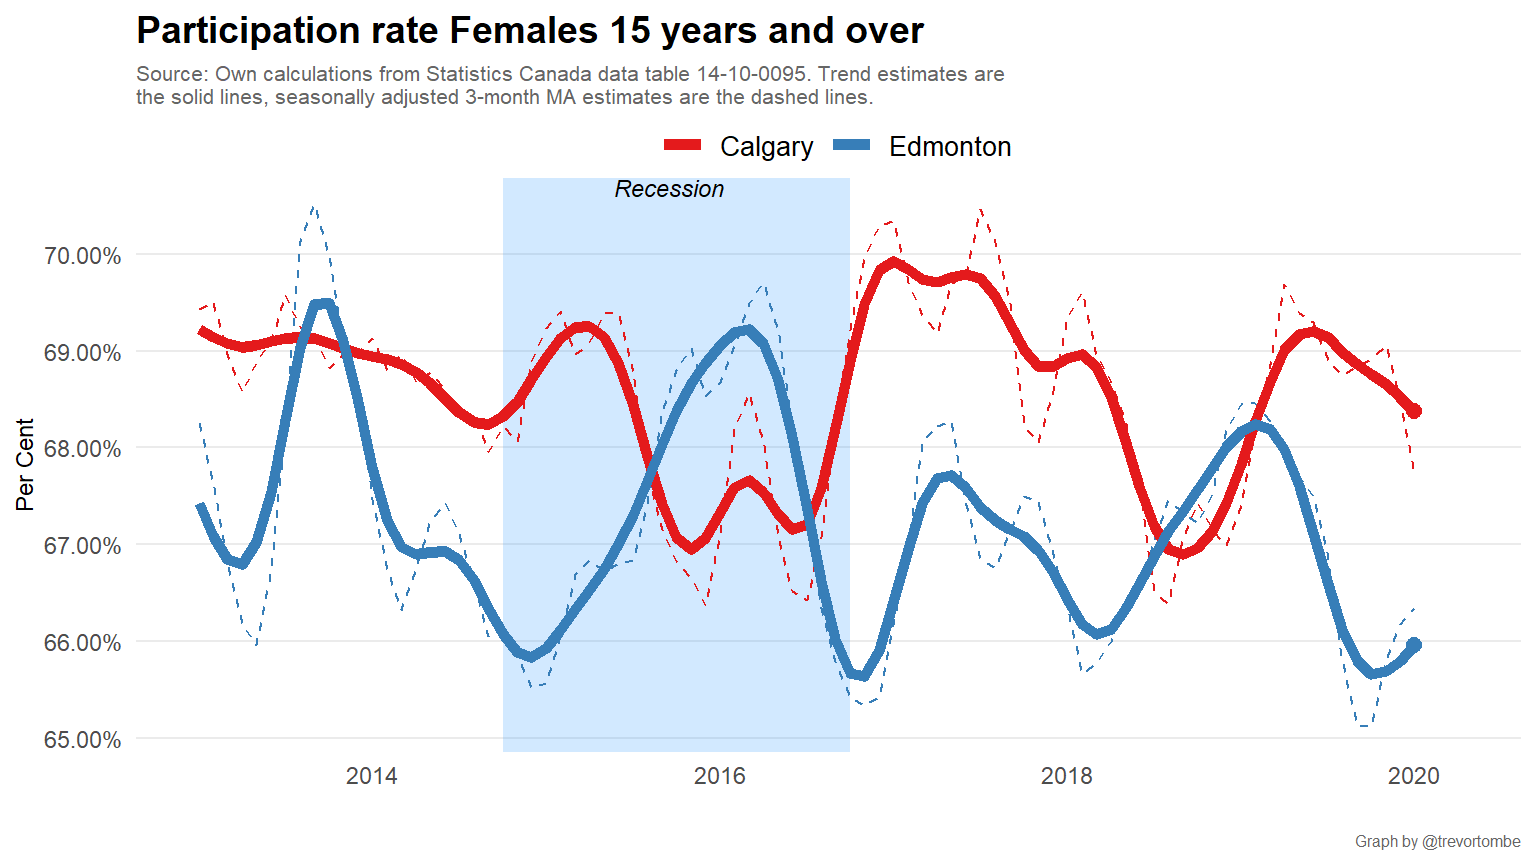 Participation rate Females 15 years and over
Source: Own calculations from Statistics Canada data table 14-10-0095. Trend estimates are
the solid lines, seasonally adjusted 3-month MA estimates are the dashed lines.
Calgary Edmonton
Recession
70.00%
69.00%
68.00%
67.00%
66.00%
65.00%
Per Cent
2014 2016 2018 2020
Graph by @trevortombe